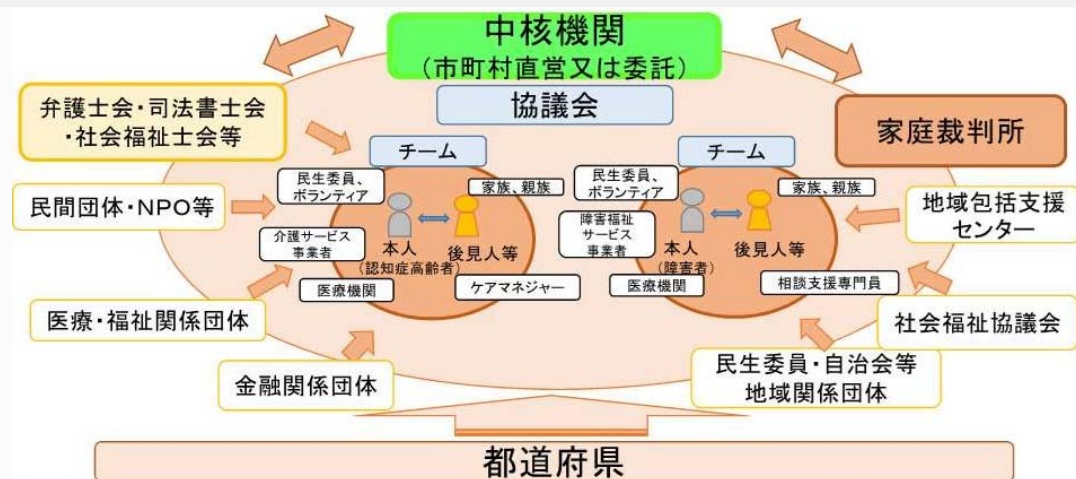 中核機関
（市町村直営又は委託）
協議会
弁護士会・司法書士会
・社会福祉士会等
家庭裁判所
チーム
民生委員、
ボランティア
家族、親族
介護サービス
事業者
本人
（認知症高齢者）
後見人等
医療機関
ケアマネジャー
チーム
民生委員、
ボランティア
家族、親族
障害福祉
サービス
事業者
本人
（障害者）
後見人等
医療機関
相談支援専門員
民間団体・NPO等
地域包括支援
センター
医療・福祉関係団体
社会福祉協議会
金融関係団体
民生委員・自治会等
地域関係団体
都道府県